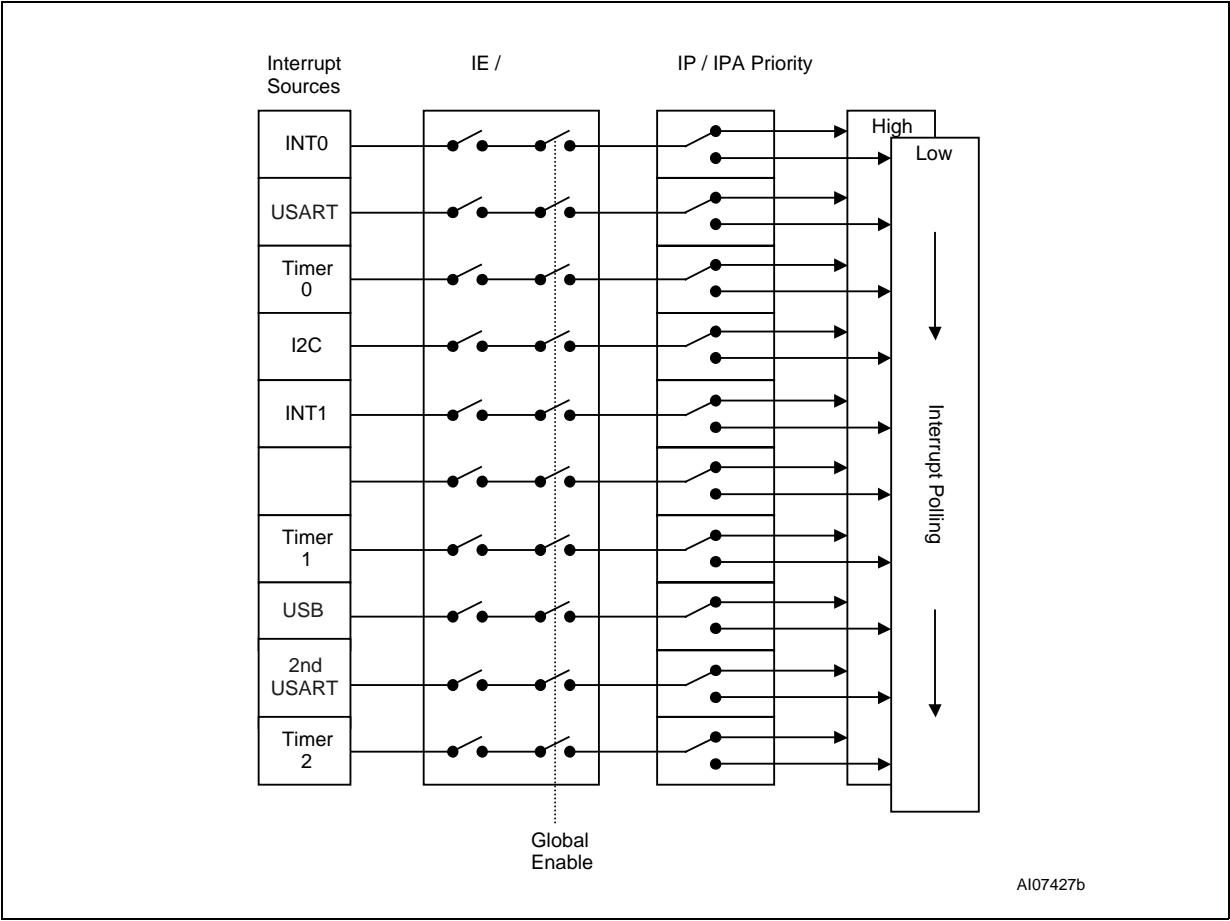 Interrupt
Sources
IE /
IP / IPA Priority
High
Low
INT0
USART
Timer
0
I2C
INT1
Timer
1
USB
2nd
USART
Timer
2
Interrupt Polling
Global
Enable
AI07427b